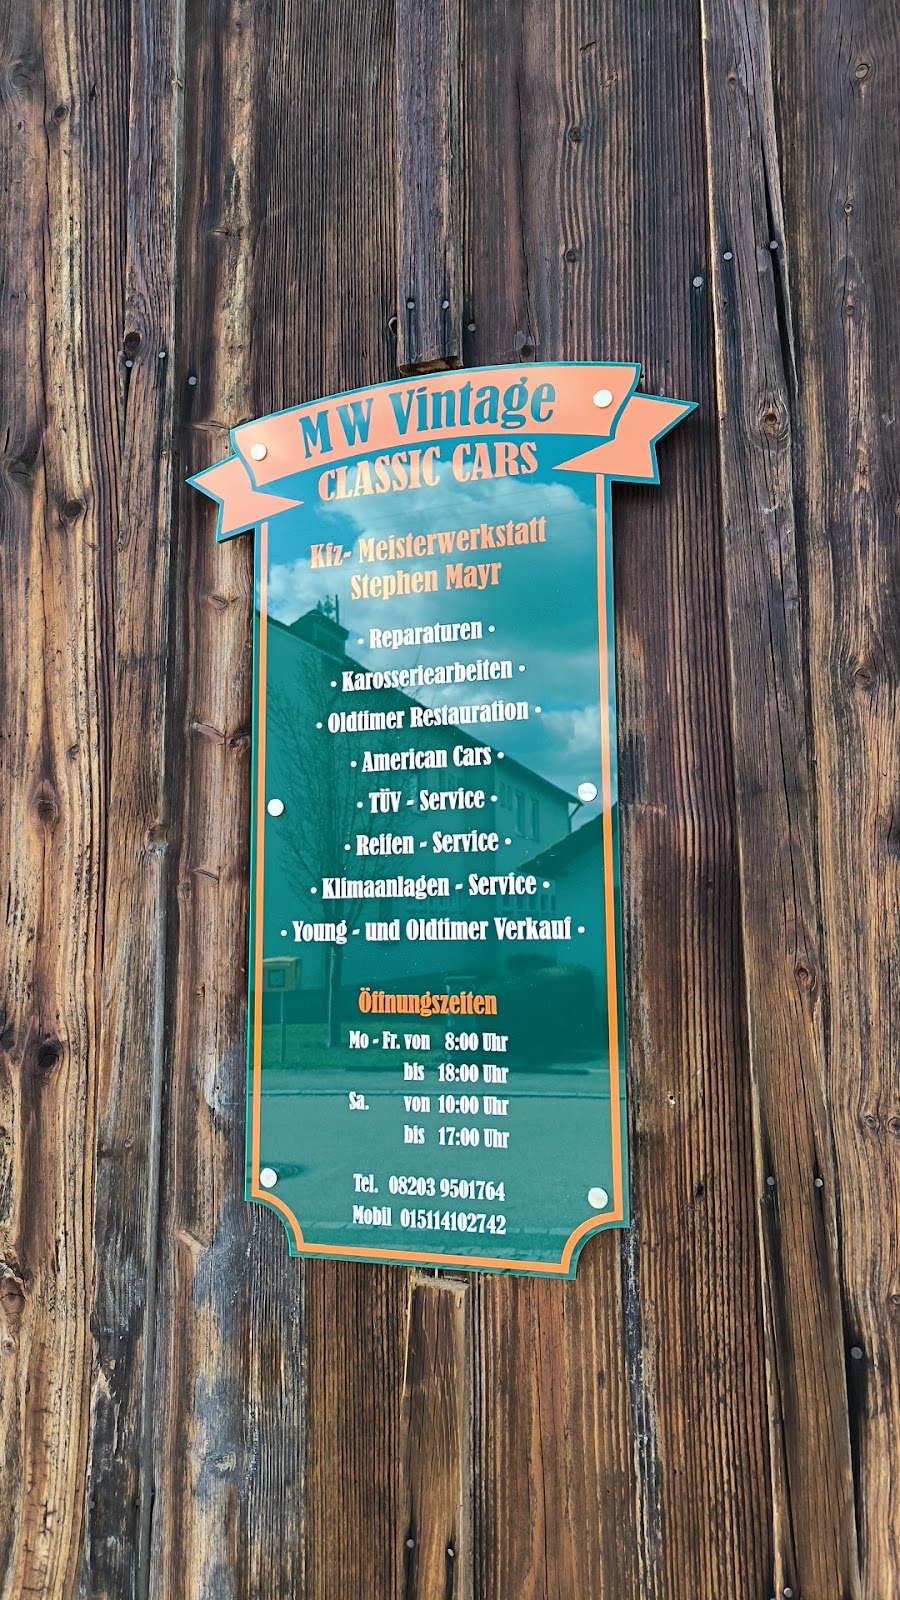 MW Vintage
CLASSIC CARS
Kfz- Meisterwerkstatt
Stephen Mayr
• Reparaturen •
• Karosseriearbeiten •
• Oldtimer Restauration •
• American Cars •
• TÜV - Service •
• Reifen - Service •
• Klimaanlagen - Service •
• Young - und Oldtimer Verkauf •
Öffnungszeiten
Mo - Fr. von 8:00 Uhr
bis 18:00 Uhr
Sa. von 10:00 Uhr
bis 17:00 Uhr
Tel. 08203 9501764
Mobil 015114102742